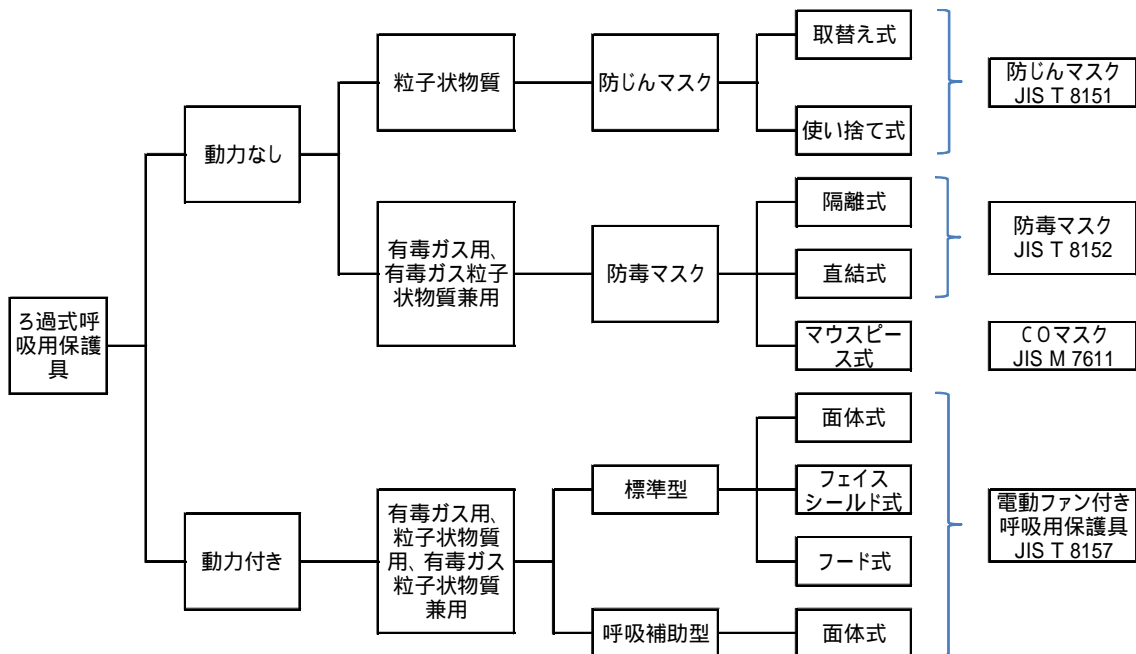 ろ過式呼
吸用保護
具
動力なし
粒子状物質
防じんマスク
取替え式
使い捨て式
防じんマスク
JIS T 8151
有毒ガス用、
有毒ガス粒子
状物質兼用
防毒マスク
隔離式
直結式
マウスピー
ス式
防毒マスク
JIS T 8152
COマスク
JIS M 7611
動力付き
有毒ガス用、
粒子状物質
用、有毒ガス
粒子状物質
兼用
標準型
面体式
フェイス
シールド式
フード式
呼吸補助型
面体式
電動ファン付き
呼吸用保護具
JIS T 8157